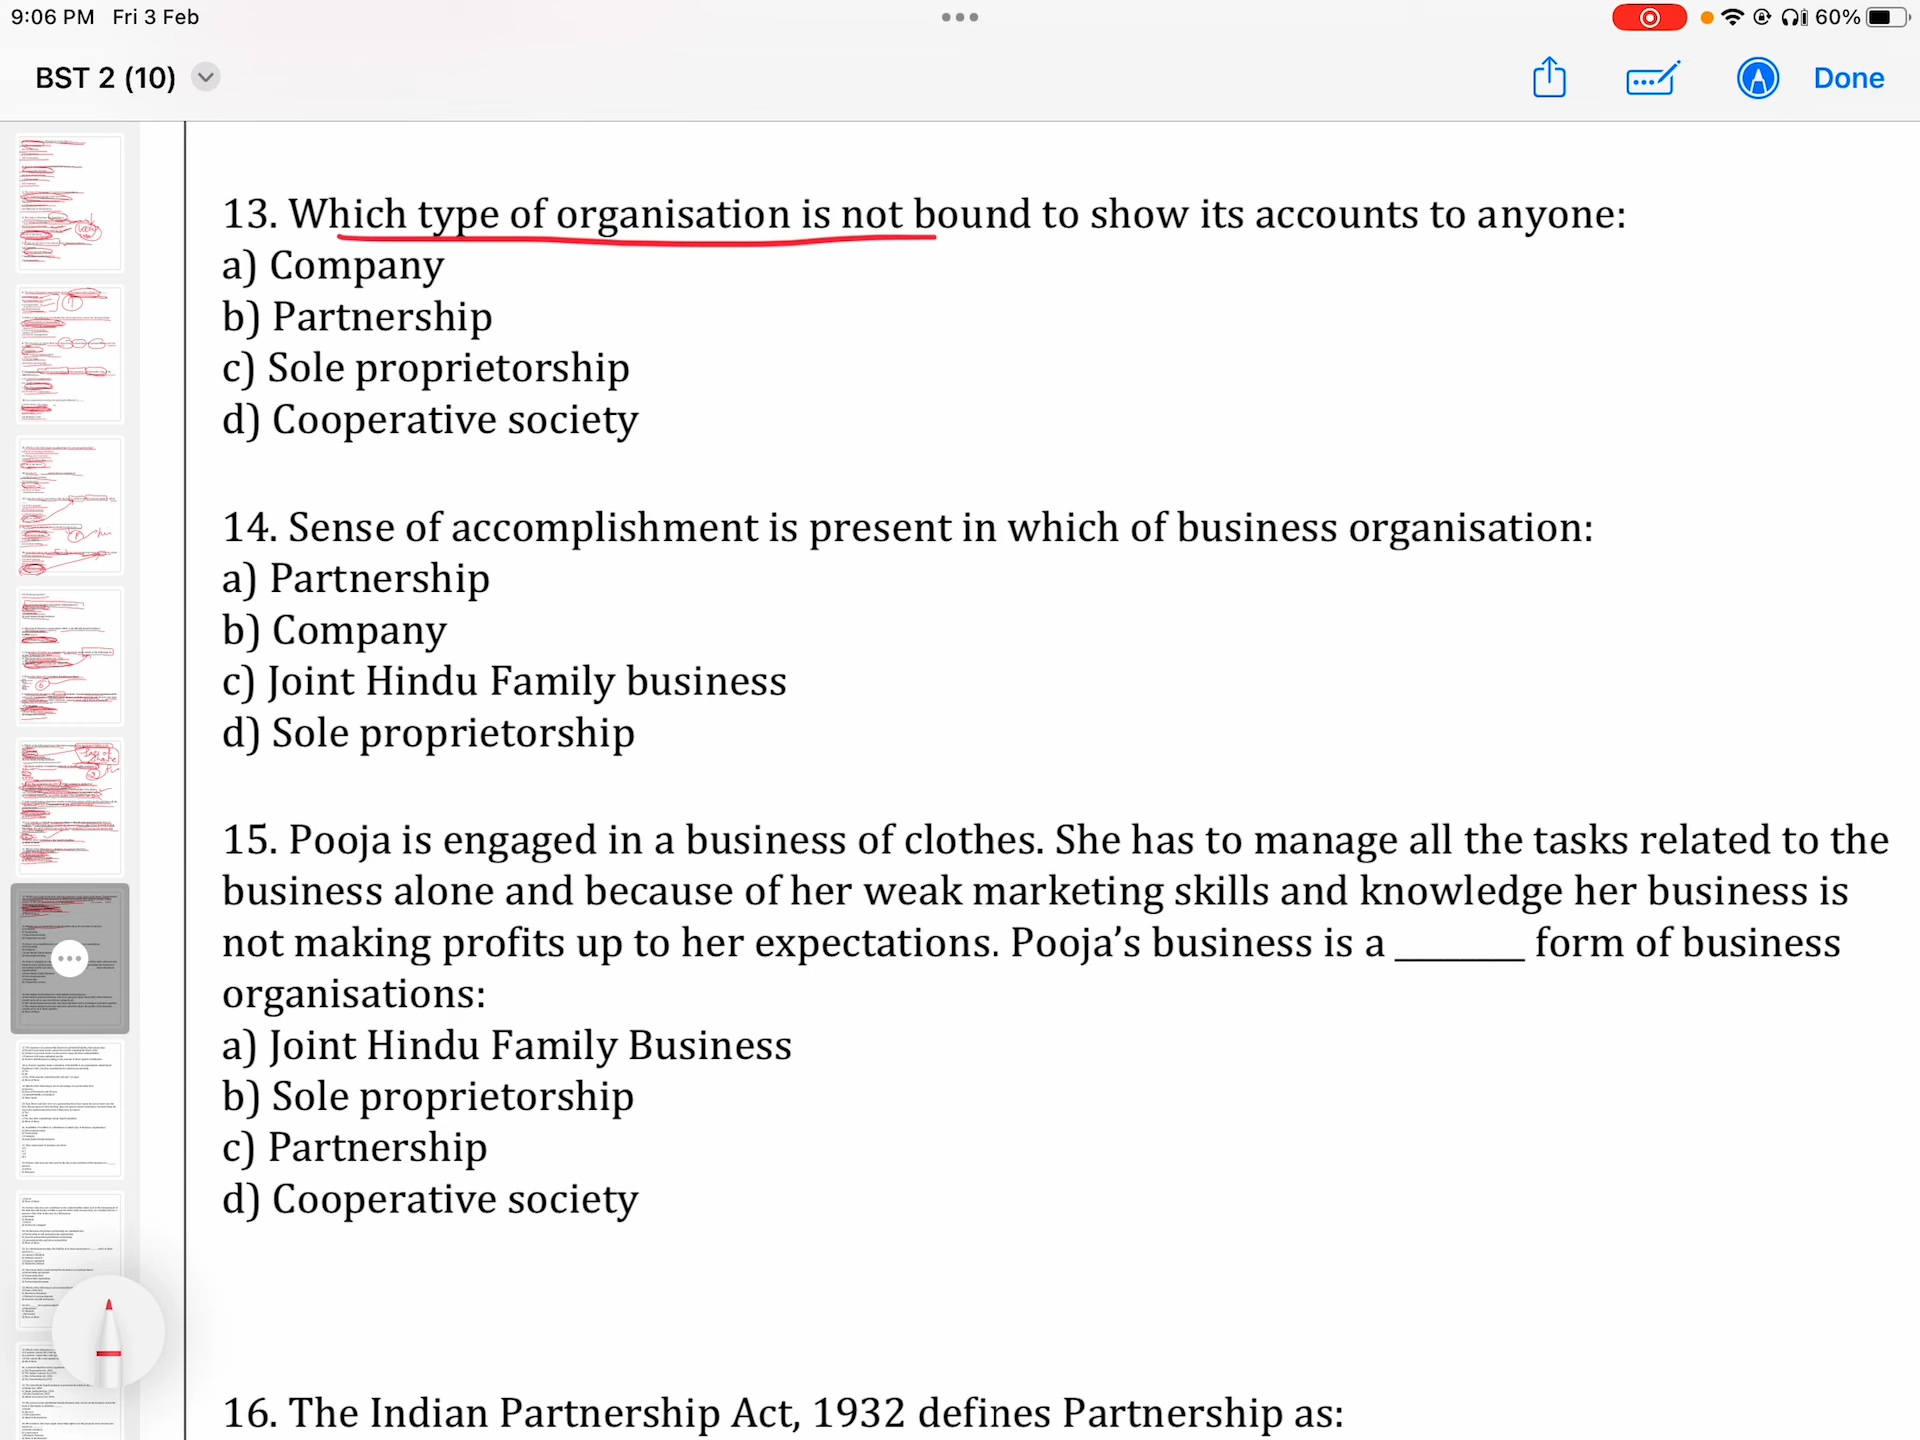 9:06 PM Fri 3 Feb
60%
BST 2 (10)
Done
13. Which type of organisation is not bound to show its accounts to anyone:
a) Company
b) Partnership
c) Sole proprietorship
d) Cooperative society
14. Sense of accomplishment is present in which of business organisation:
a) Partnership
b) Company
c) Joint Hindu Family business
d) Sole proprietorship
15. Pooja is engaged in a business of clothes. She has to manage all the tasks related to the
business alone and because of her weak marketing skills and knowledge her business is
not making profits up to her expectations. Pooja’s business is a ______ form of business
organisations:
a) Joint Hindu Family Business
b) Sole proprietorship
c) Partnership
d) Cooperative society
16. The Indian Partnership Act, 1932 defines Partnership as: